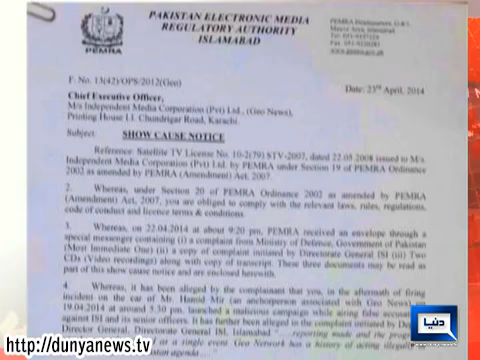 PAKISTAN ELECTRONIC MEDIA
REGULATORY AUTHORITY
ISLAMABAD
PEMRA
PEMRA Headquarters,
Islamabad
F. No. 13(42)/OPS/2012(Geo)
Date: 23rd April, 2014
Chief Executive Officer,
M/s Independent Media Corporation (Pvt) Ltd., (Geo News),
Printing House I.I. Chundrigar Road, Karachi.
Subject: SHOW CAUSE NOTICE
Reference: Satellite TV License No. 10-2(79) STV-2007, dated 22.05.2008 issued to M/s
Independent Media Corporation (Pvt) Ltd. by PEMRA under Section 19 of PEMRA Ordinance
2002 as amended by PEMRA (Amendment) Act, 2007.
2. Whereas, under Section 20 of PEMRA Ordinance 2002 as amended by PEMRA
(Amendment) Act, 2007, you are obliged to comply with the relevant laws, rules, regulations,
code of conduct and licence terms & conditions.
3. Whereas, on 22.04.2014 at about 9:20 pm, PEMRA received an envelope through a
special messenger containing (i) a complaint from Ministry of Defence, Government of Pakistan
(Most Immediate One) (ii) a copy of complaint initiated by Directorate General ISI (iii) Two
CDs (Video recordings) along with copy of transcript. These three documents may be read as
part of this show cause notice and are enclosed herewith.
4. Whereas, it has been alleged by the complainant that you, in the aftermath of firing
incident on the car of Mr. Hamid Mir (an anchorperson associated with Geo News) on
19.04.2014 at around 5.30 pm, launched a malicious campaign while airing false accusations
against ISI and its senior officers. It has further been alleged in the complaint initiated by
Director General, Directorate General ISI, Islamabad "....reporting made and the
of a single event. Geo Network has a history of acting illegally
Pakistan agenda...."
دنیا
http://dunyanews.tv